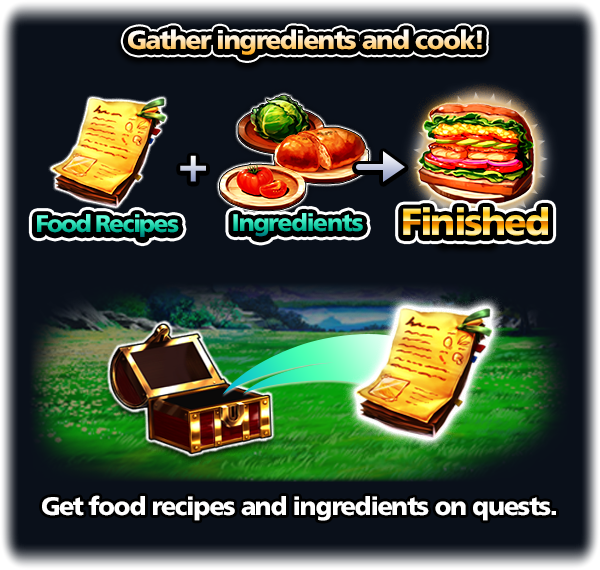 Gather ingredients and cook!
Food Recipes
+
Ingredients
Finished
Get food recipes and ingredients on quests.